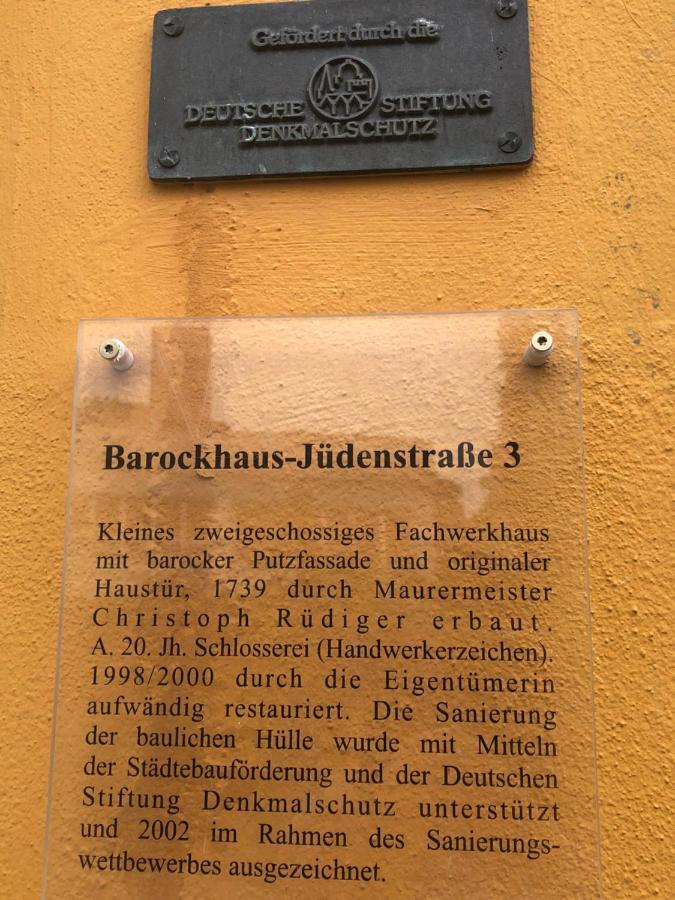 Gefördert durch die
DEUTSCHE STIFTUNG
DENKMALSCHUTZ
Barockhaus-Jüdenstraße 3
Kleines zweigeschossiges Fachwerkhaus
mit barocker Putzfassade und originaler
Haustür, 1739 durch Maurermeister
Christoph Rüdiger erbaut.
A. 20. Jh. Schlosserei (Handwerkerzeichen).
1998/2000 durch die Eigentümerin
aufwändig restauriert. Die Sanierung
der baulichen Hülle wurde mit Mitteln
der Städtebauförderung und der Deutschen
Stiftung Denkmalschutz unterstützt
und 2002 im Rahmen des Sanierungs-
wettbewerbes ausgezeichnet.